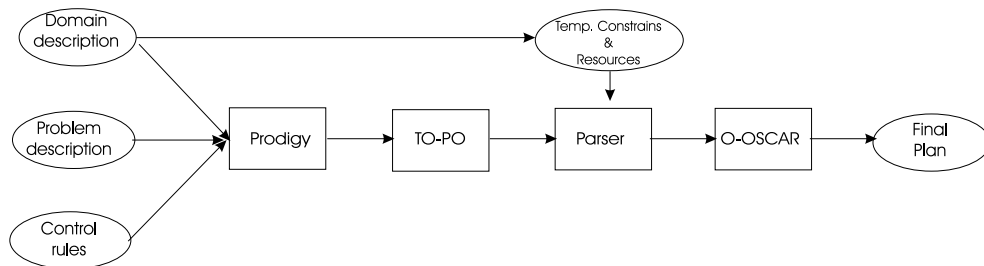 Domain
description
Temp. Constrains
&
Resources
Problem
description
Prodigy
TO-PO
Parser
O-OSCAR
Final
Plan
Control
rules